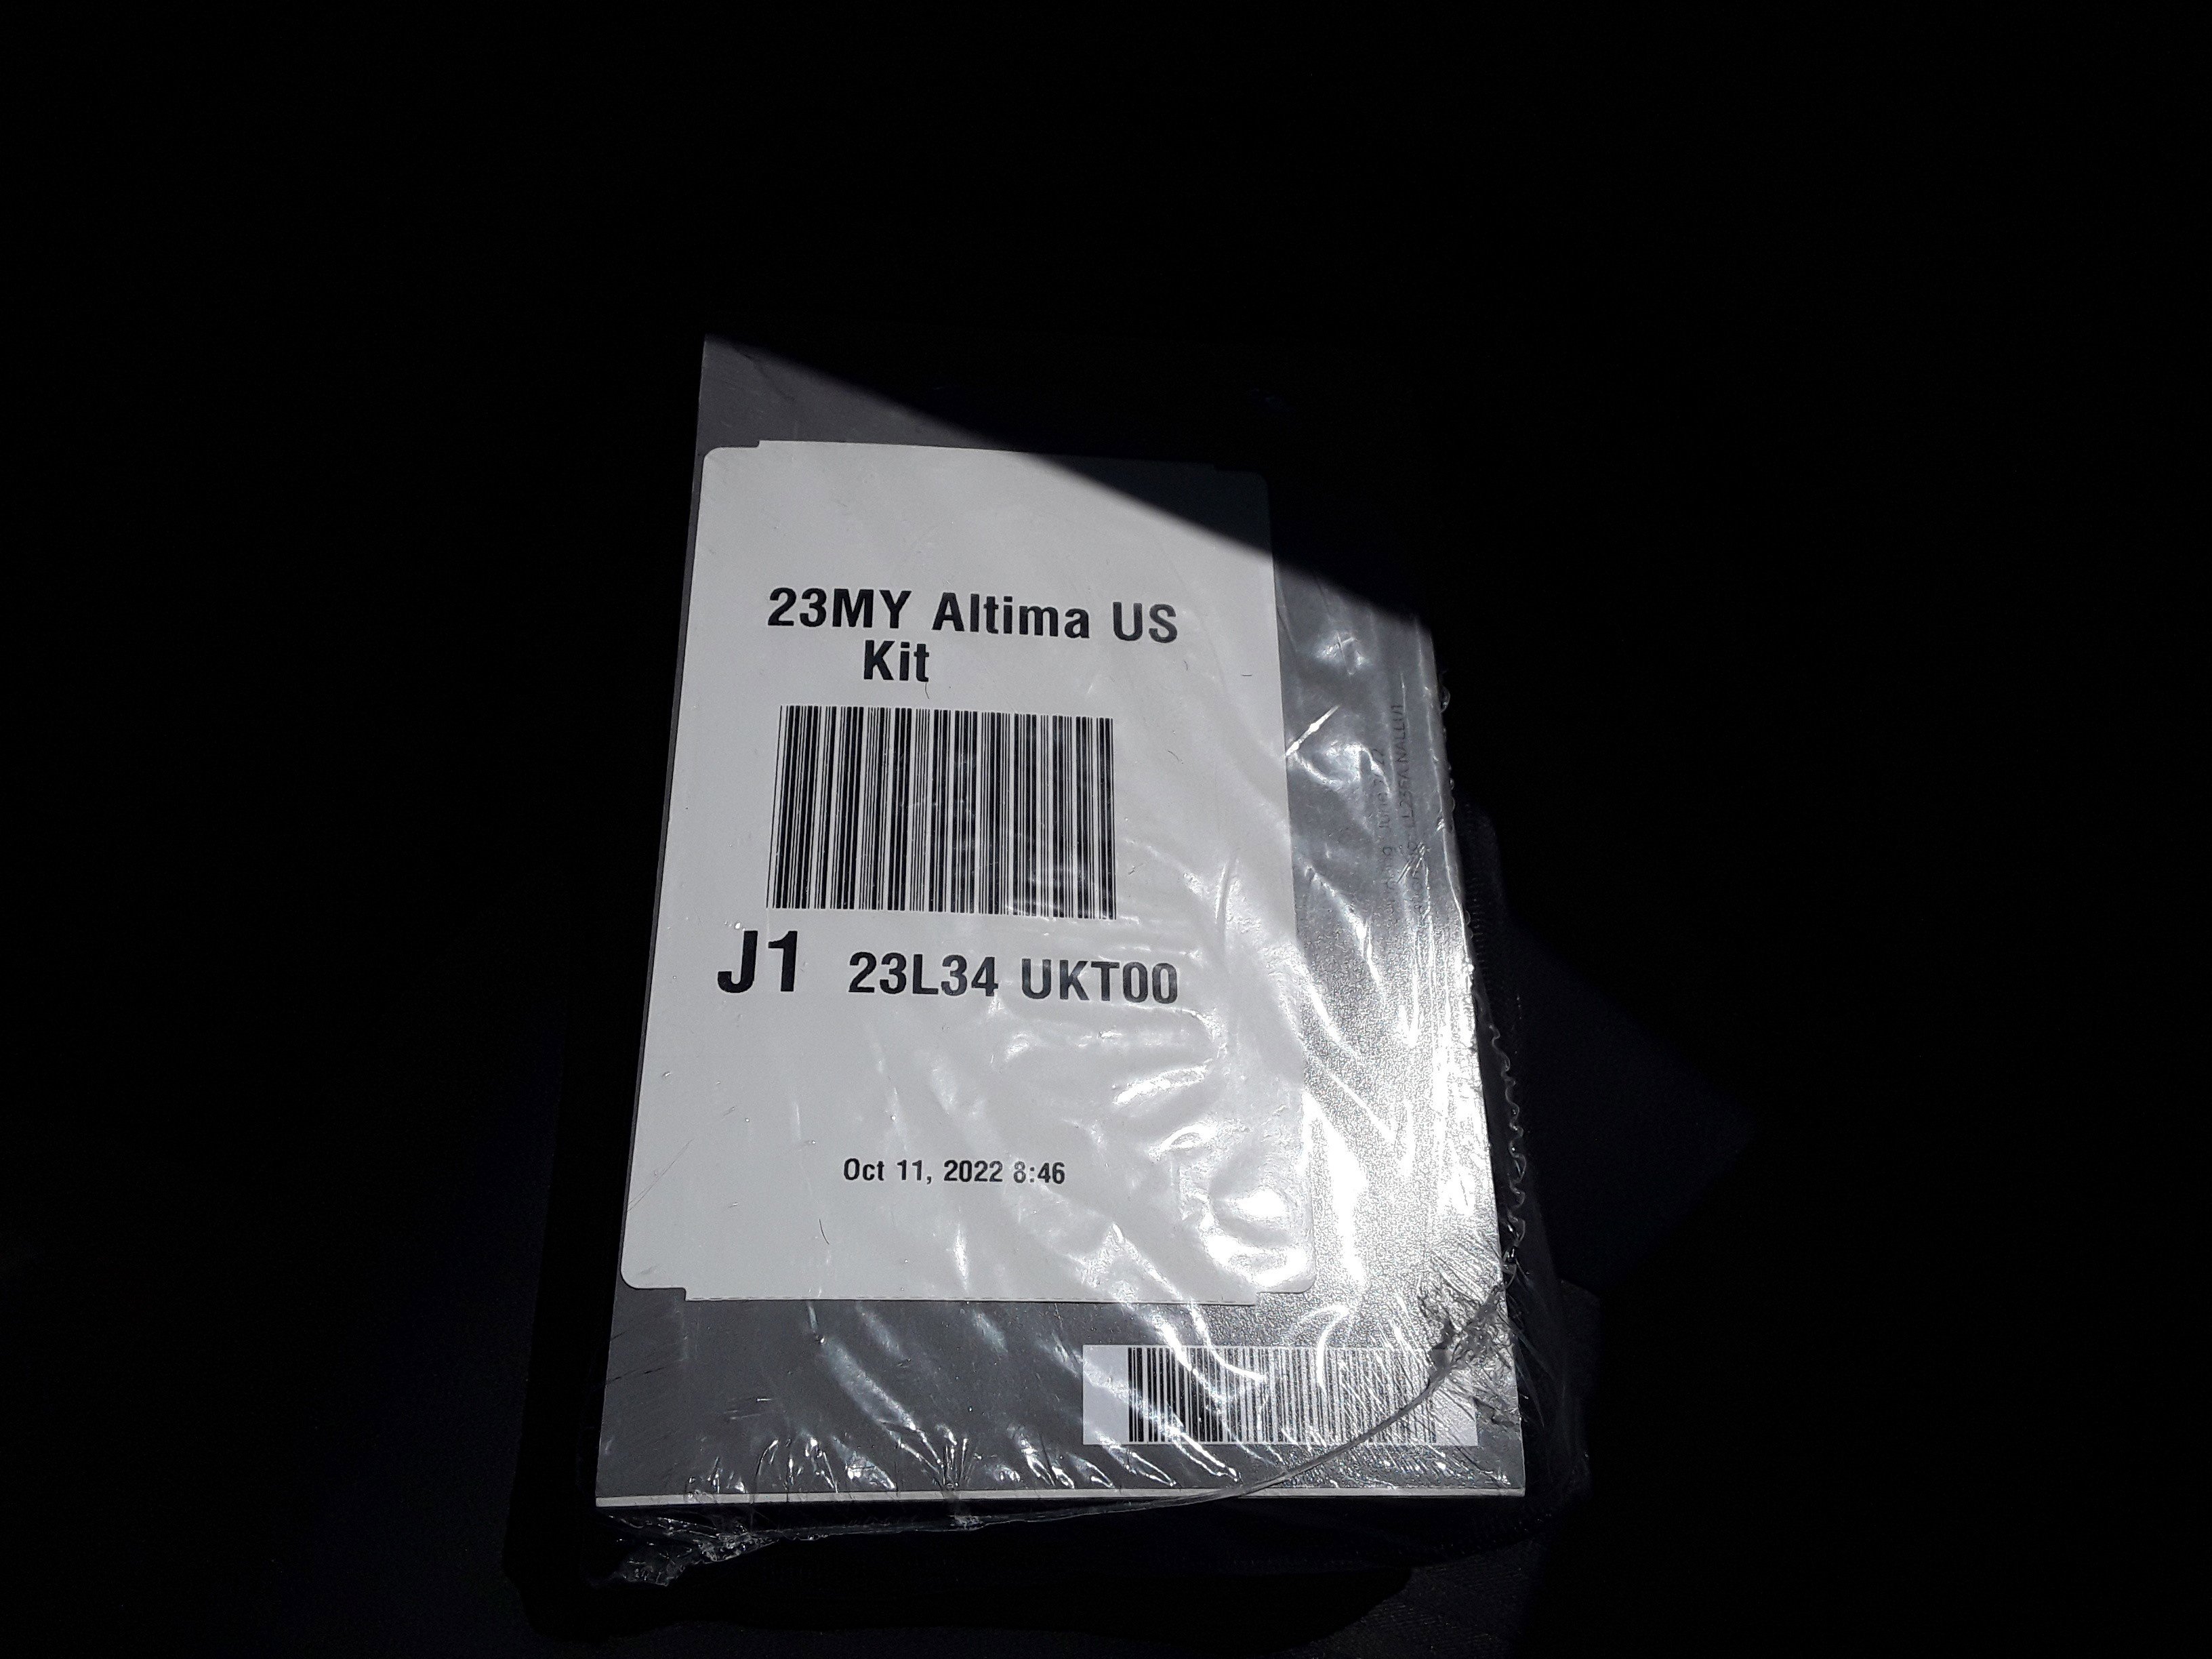 23MY Altima US
Kit
J1 23L34 UKT00
Oct 11, 2022 8:46